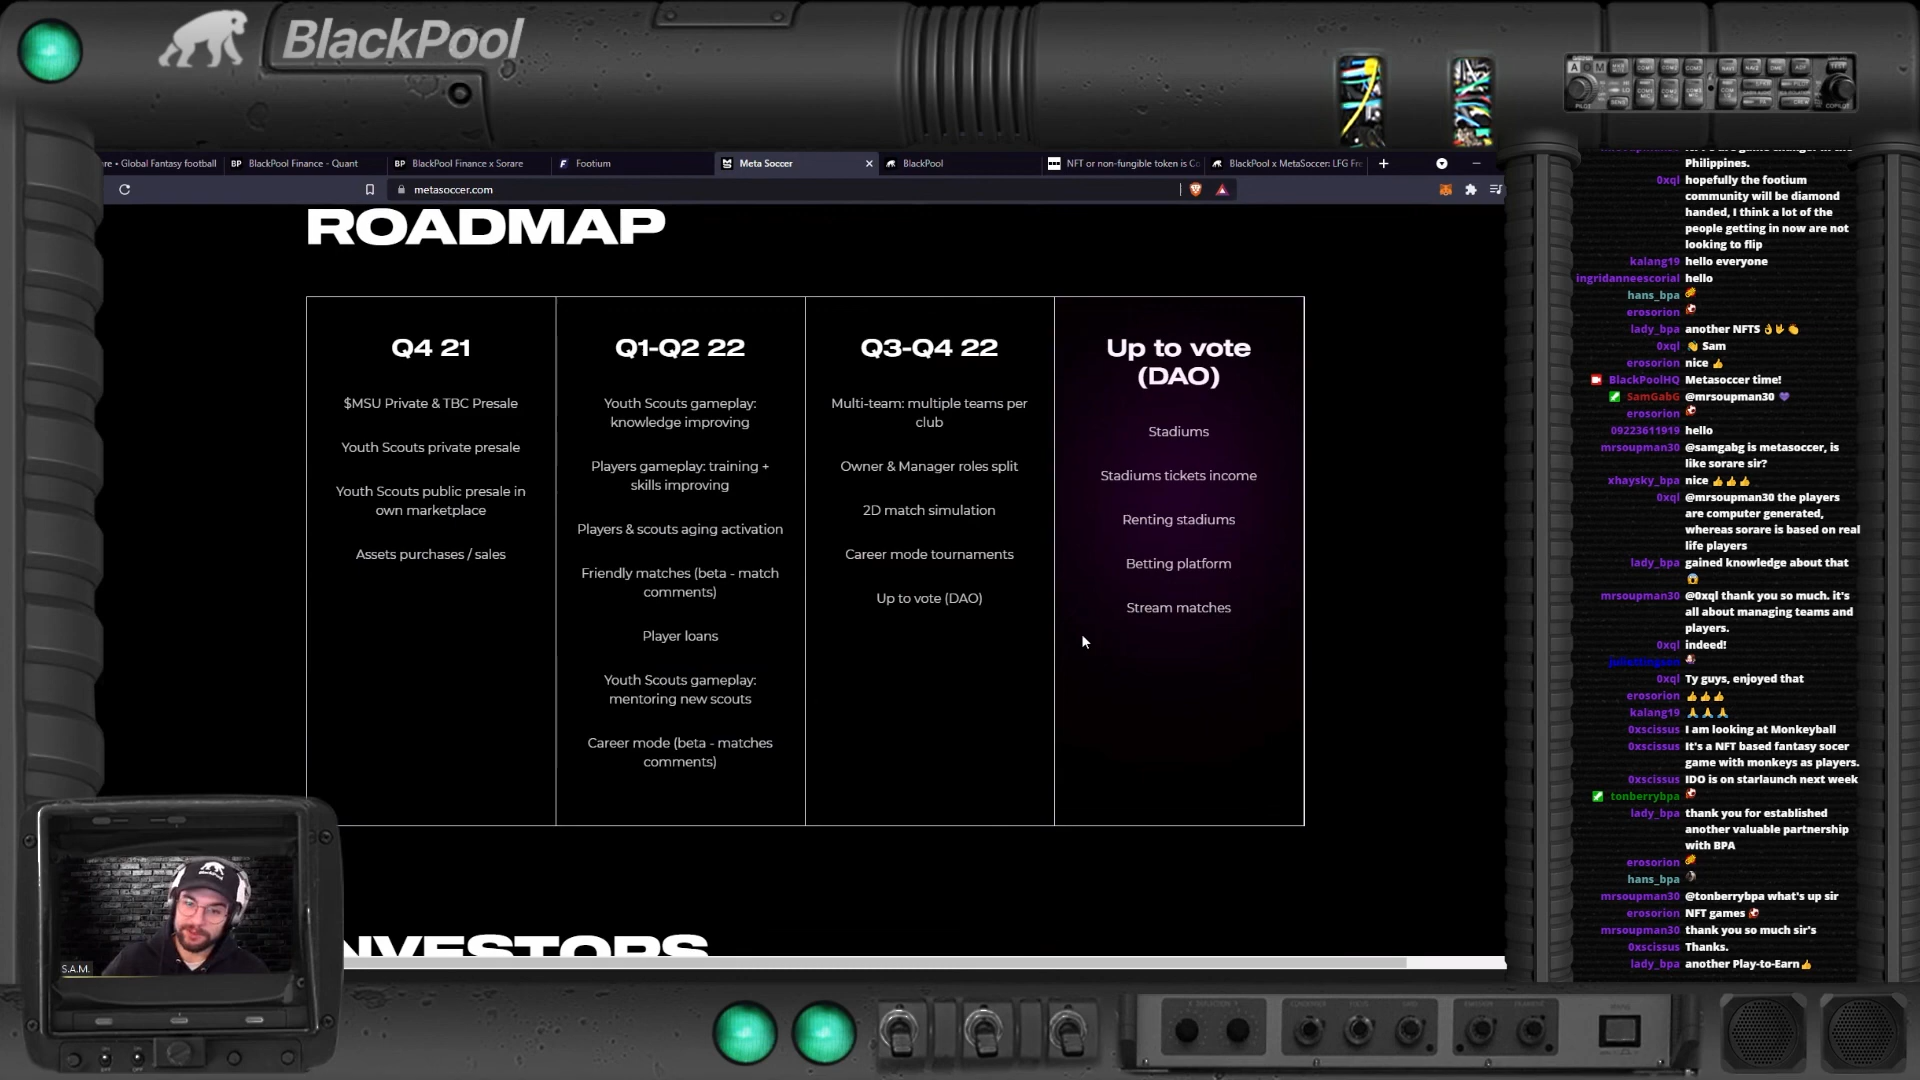 BlackPool
re • Global Fantasy football
BP BlackPool Finance - Quant
BP BlackPool Finance x Sorare
Footium
Meta Soccer
BlackPool
NFT or non-fungible token is Co
BlackPool x MetaSoccer: LFG Fre
metasoccer.com
ROADMAP
Q4 21
$MSU Private & TBC Presale
Youth Scouts private presale
Youth Scouts public presale in
own marketplace
Assets purchases / sales
Q1-Q2 22
Youth Scouts gameplay:
knowledge improving
Players gameplay: training +
skills improving
Players & scouts aging activation
Friendly matches (beta - match
comments)
Player loans
Youth Scouts gameplay:
mentoring new scouts
Career mode (beta - matches
comments)
Q3-Q4 22
Multi-team: multiple teams per
club
Owner & Manager roles split
2D match simulation
Career mode tournaments
Up to vote (DAO)
Up to vote
(DAO)
Stadiums
Stadiums tickets income
Renting stadiums
Betting platform
Stream matches
INVESTORS
S.A.M.
BlackPool
Philippines.
0xql hopefully the footium
community will be diamond
handed, I think a lot of the
people getting in now are not
looking to flip
kalang19 hello everyone
ingridanneescorial hello
hans_bpa
erosorion
lady_bpa another NFTS 👌🤟👏
0xql 👋 Sam
erosorion nice 👍
BlackPoolHQ Metasoccer time!
SamGabG @mrsoupman30 💜
erosorion
09223611919 hello
mrsoupman30 @samgabg is metasoccer, is
like sorare sir?
xhaysky_bpa nice 👍👍👍
0xql @mrsoupman30 the players
are computer generated,
whereas sorare is based on real
life players
lady_bpa gained knowledge about that
😱
mrsoupman30 @0xql thank you so much. it's
all about managing teams and
players.
0xql indeed!
0xql Ty guys, enjoyed that
erosorion 👍👍👍
kalang19 🙏🙏🙏
0xscissus I am looking at Monkeyball
0xscissus It's a NFT based fantasy socer
game with monkeys as players.
0xscissus IDO is on starlaunch next week
tonberrybpa
lady_bpa thank you for established
another valuable partnership
with BPA
erosorion
hans_bpa
mrsoupman30 @tonberrybpa what's up sir
erosorion NFT games
mrsoupman30 thank you so much sir's
0xscissus Thanks.
lady_bpa another Play-to-Earn👍